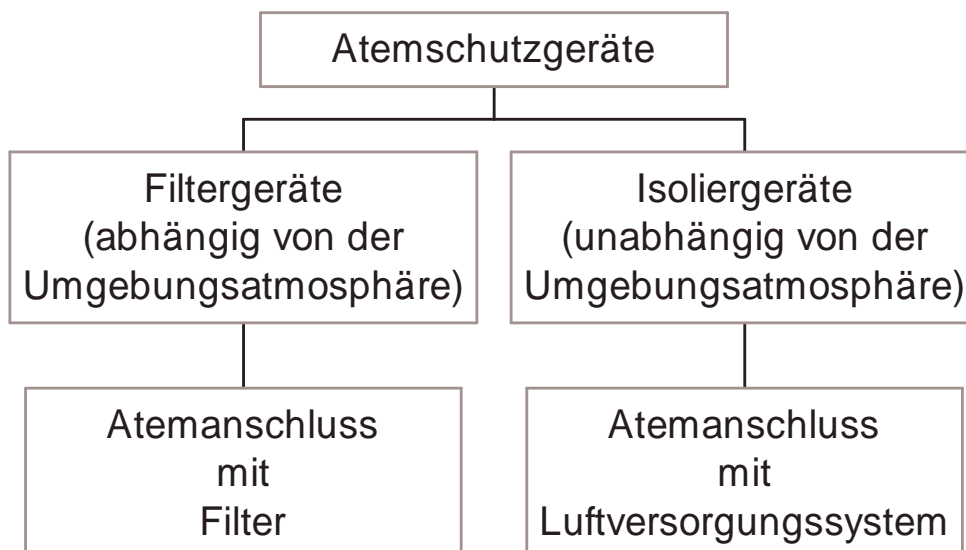 Atemschutzgeräte
Filtergeräte
(abhängig von der
Umgebungsatmosphäre)
Isoliergeräte
(unabhängig von der
Umgebungsatmosphäre)
Atemanschluss
mit
Filter
Atemanschluss
mit
Luftversorgungssystem